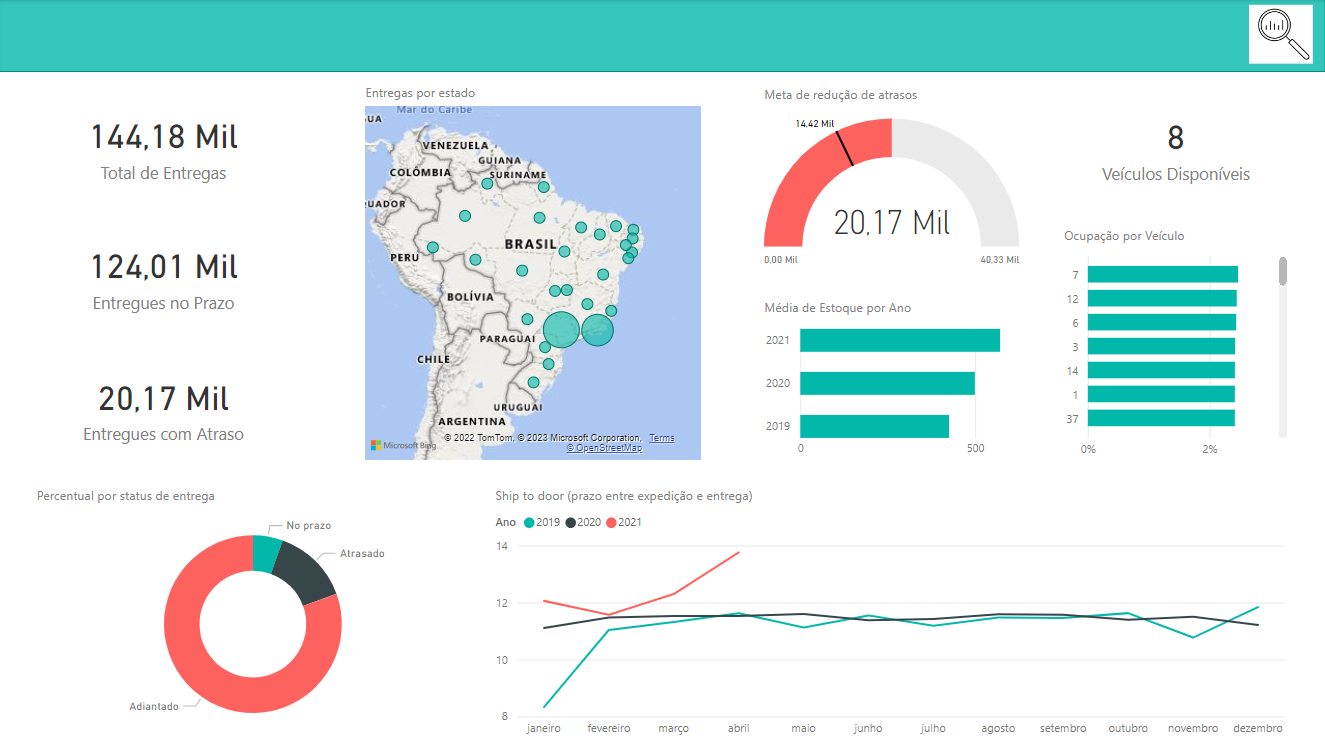 144,18 Mil
Total de Entregas
124,01 Mil
Entregues no Prazo
20,17 Mil
Entregues com Atraso
Entregas por estado
Mar do Caribe
VENEZUELA
GUIANA
SURINAME
COLÔMBIA
UADOR
BRASIL
PERU
BOLÍVIA
PARAGUAI
CHILE
URUGUAI
ARGENTINA
© 2022 TomTom, © 2023 Microsoft Corporation, Terms
© OpenStreetMap
Microsoft Bing
Meta de redução de atrasos
14,42 Mil
20,17 Mil
0,00 Mil
40,33 Mil
8
Veículos Disponíveis
Média de Estoque por Ano
2021
2020
2019
0
500
Ocupação por Veículo
7
12
6
3
14
1
37
0%
2%
Percentual por status de entrega
No prazo
Atrasado
Adiantado
Ship to door (prazo entre expedição e entrega)
Ano 2019 2020 2021
14
12
10
8
janeiro fevereiro março abril maio junho julho agosto setembro outubro novembro dezembro